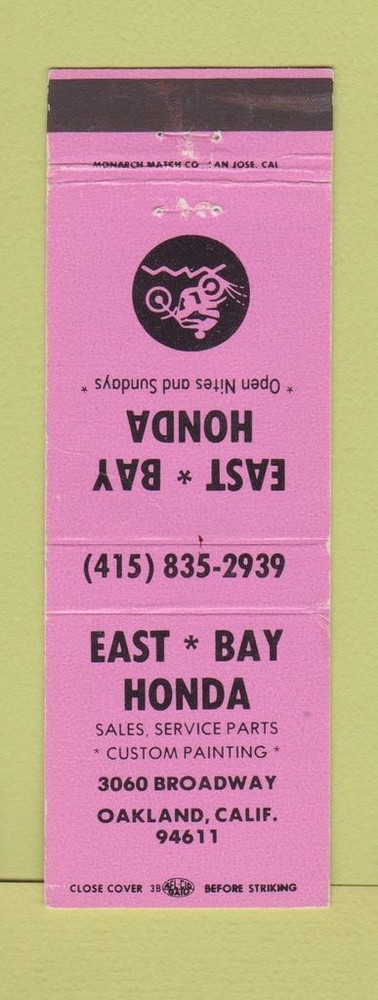 MONARCH MATCH CO. SAN JOSE, CAL
* Open Nites and Sundays *
EAST * BAY
HONDA
(415) 835-2939
EAST * BAY
HONDA
SALES, SERVICE PARTS
* CUSTOM PAINTING *
3060 BROADWAY
OAKLAND, CALIF.
94611
CLOSE COVER 3B BEFORE STRIKING